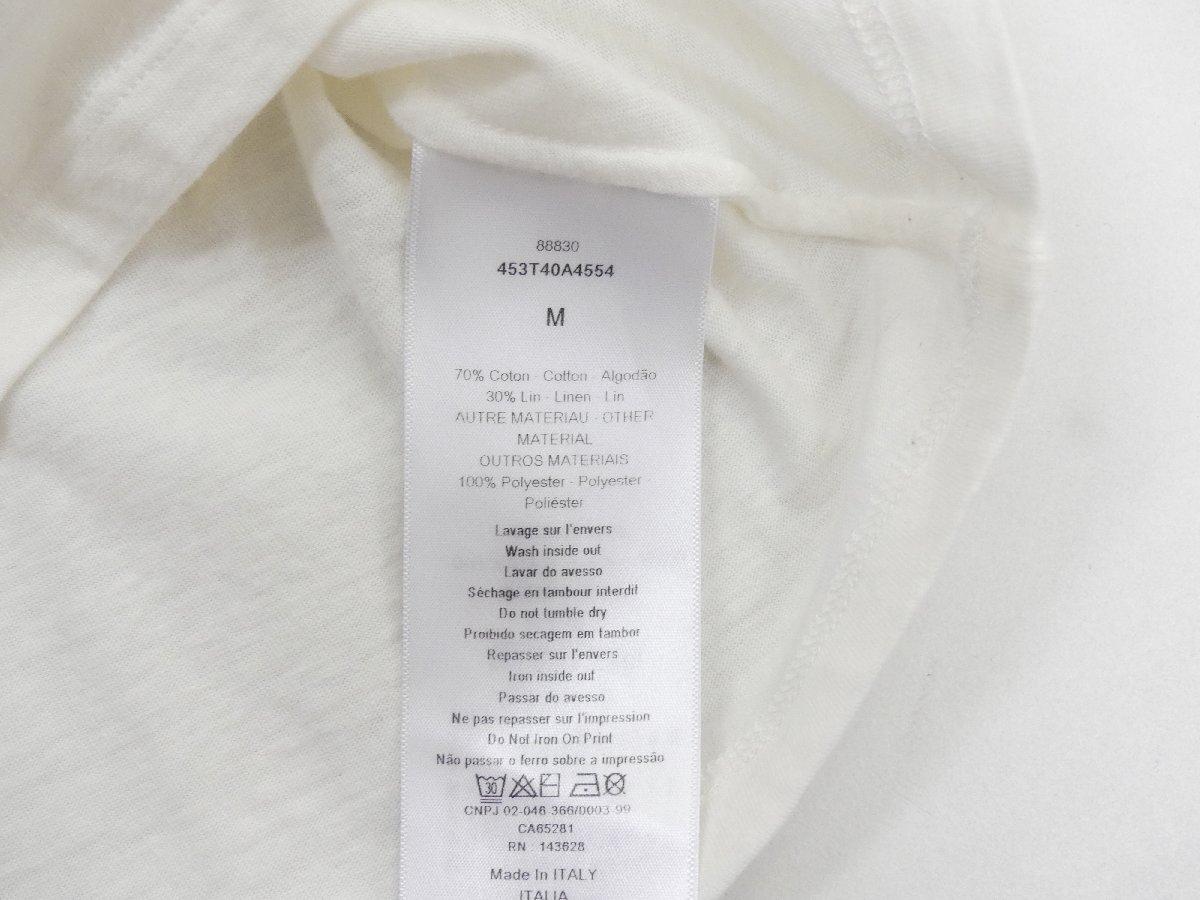 88830
453T40A4554
M
70% Coton - Cotton - Algodão
30% Lin - Linen - Lin
AUTRE MATERIAU - OTHER
MATERIAL
OUTROS MATERIAIS
100% Polyester - Polyester -
Poliéster
Lavage sur l'envers
Wash inside out
Lavar do avesso
Séchage en tambour interdit
Do not tumble dry
Proibido secagem em tambor
Repasser sur l'envers
Iron inside out
Passar do avesso
Ne pas repasser sur l'impression
Do Not Iron On Print
Não passar o ferro sobre a impressão
30
CNPJ 02-046 366/0003-99
CA65281
RN : 143628
Made In ITALY
ITALIA